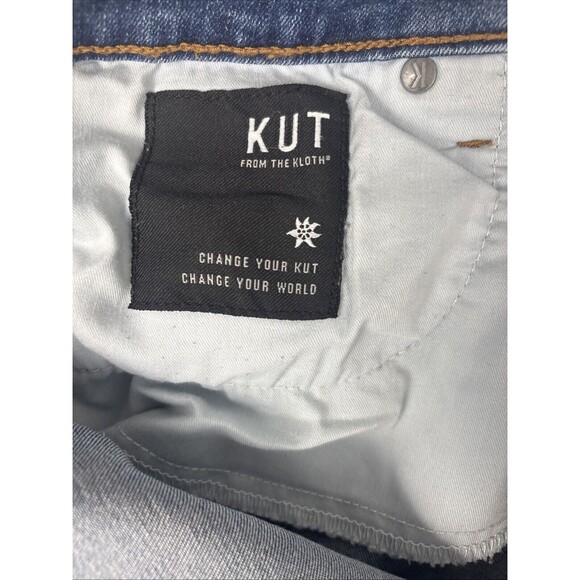 KUT
FROM THE KLOTH®
CHANGE YOUR KUT
CHANGE YOUR WORLD
K